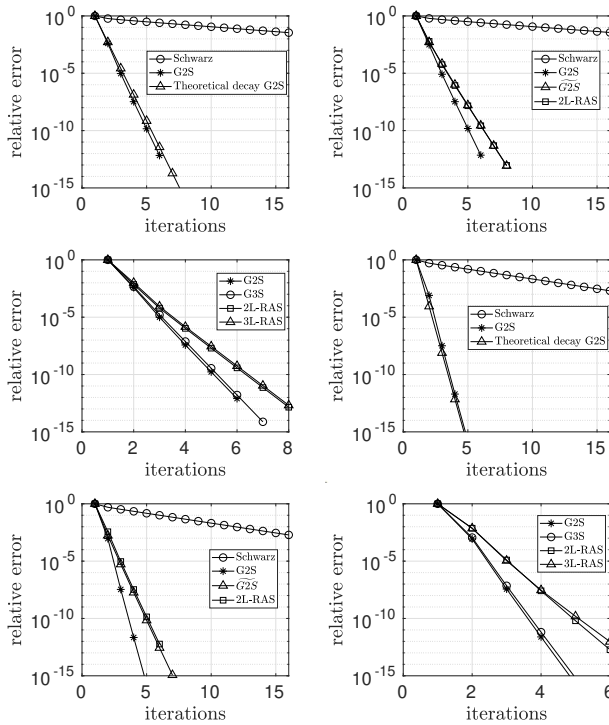 10^0
10^-5
10^-10
10^-15
relative error
0 5 10 15
iterations
Schwarz
G2S
Theoretical decay G2S
10^0
10^-5
10^-10
10^-15
relative error
0 5 10 15
iterations
Schwarz
G2S
\widetilde{G2S}
2L-RAS
10^0
10^-5
10^-10
10^-15
relative error
0 2 4 6 8
iterations
G2S
G3S
2L-RAS
3L-RAS
10^0
10^-5
10^-10
10^-15
relative error
0 5 10 15
iterations
Schwarz
G2S
Theoretical decay G2S
10^0
10^-5
10^-10
10^-15
relative error
0 5 10 15
iterations
Schwarz
G2S
\widetilde{G2S}
2L-RAS
10^0
10^-5
10^-10
10^-15
relative error
0 2 4 6
iterations
G2S
G3S
2L-RAS
3L-RAS